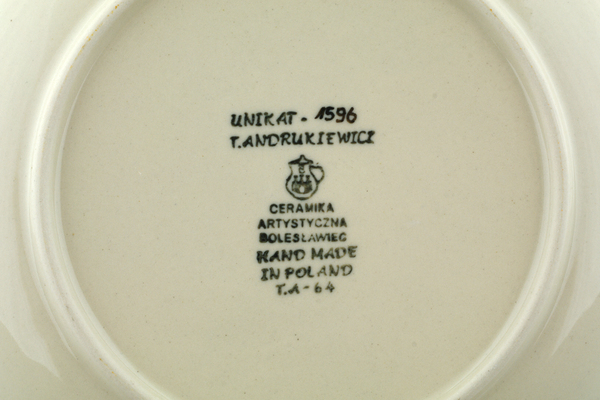 UNIKAT - 1596
T. ANDRUKIEWICZ
CERAMIKA
ARTYSTYCZNA
BOLESŁAWIEC
HAND MADE
IN POLAND
T.A - 64